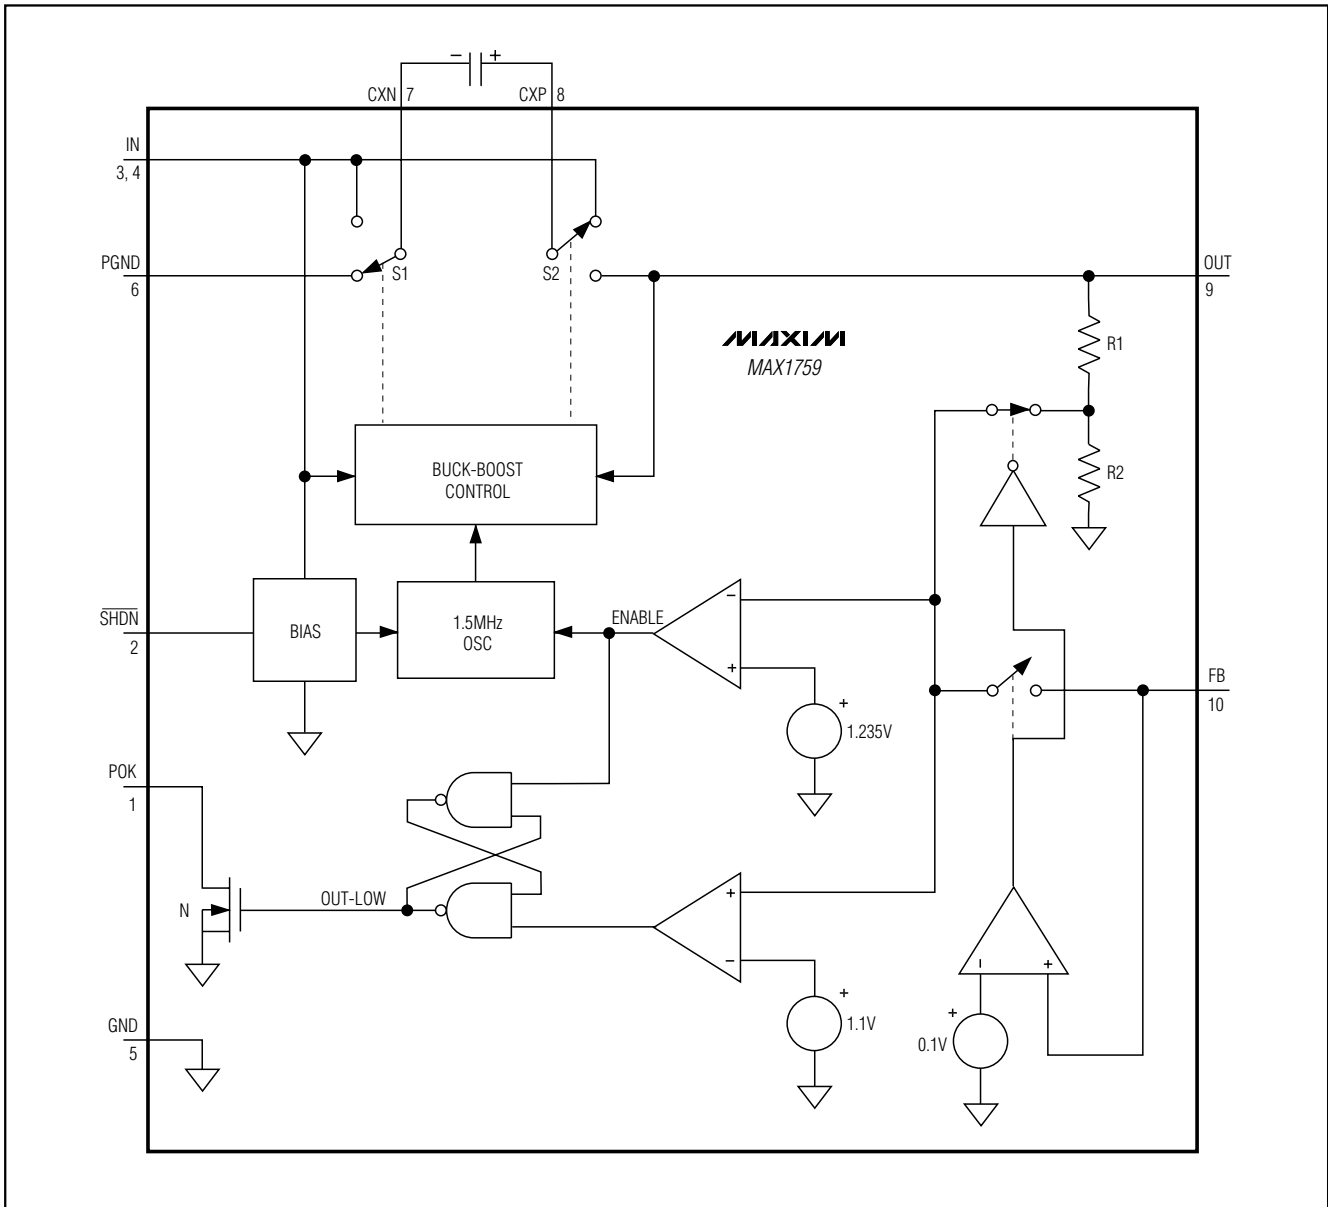 − +
CXN 7 CXP 8
IN
3, 4
PGND
6
S1 S2
OUT
9
MAXIM
MAX1759
R1
BUCK-BOOST
CONTROL
R2
SHDN
2
BIAS
1.5MHz
OSC
ENABLE
−
+
+
1.235V
FB
10
POK
1
N
OUT-LOW
+
−
+
1.1V
− +
+
0.1V
GND
5